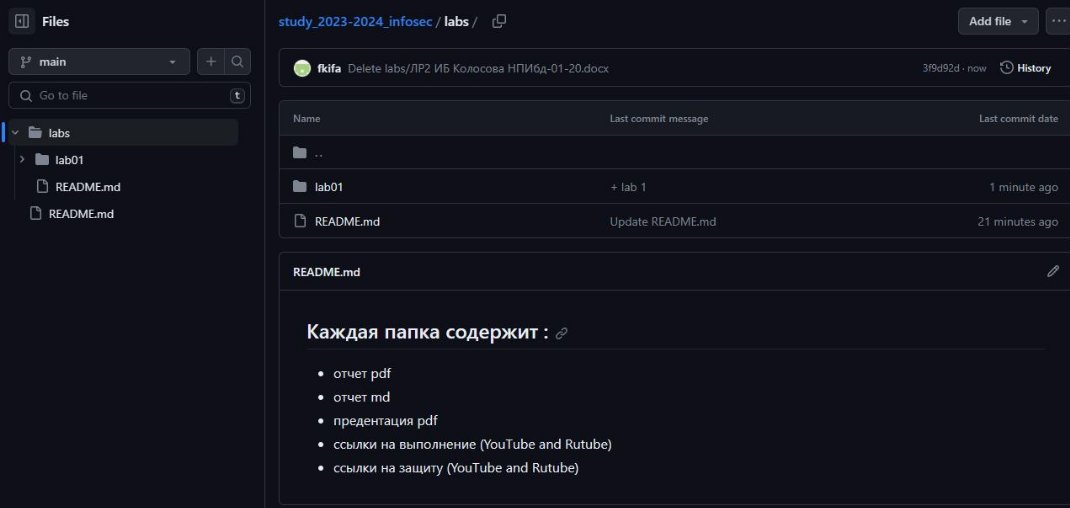 Files
main
Go to file
t
labs
lab01
README.md
README.md
study_2023-2024_infosec / labs /
Add file
fkifa Delete labs/ЛР2 ИБ Колосова НПИбд-01-20.docx
3f9d92d · now
History
Name Last commit message Last commit date
..
lab01 + lab 1 1 minute ago
README.md Update README.md 21 minutes ago
README.md
Каждая папка содержит :
• отчет pdf
• отчет md
• предентация pdf
• ссылки на выполнение (YouTube and Rutube)
• ссылки на защиту (YouTube and Rutube)